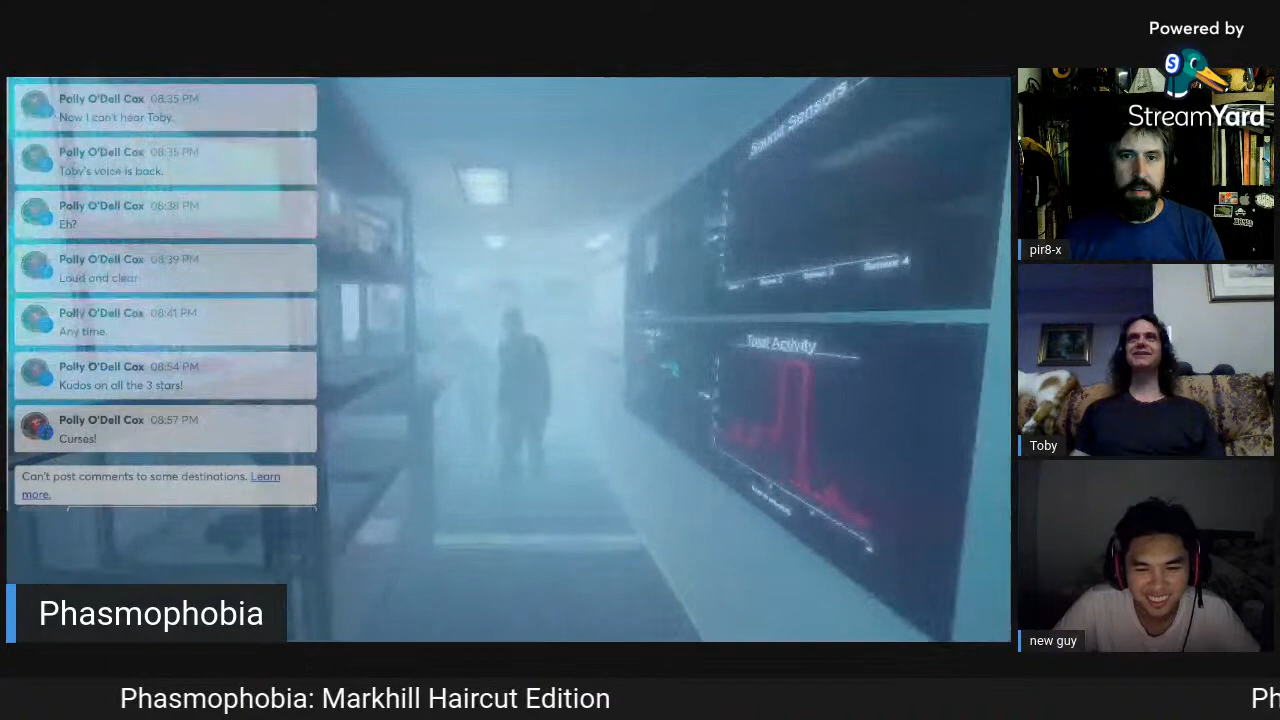 Powered by
StreamYard
Polly O'Dell Cox 08:35 PM
Now I can't hear Toby.
Polly O'Dell Cox 08:35 PM
Toby's voice is back.
Polly O'Dell Cox 08:38 PM
Eh?
Polly O'Dell Cox 08:39 PM
Loud and clear
Polly O'Dell Cox 08:41 PM
Any time.
Polly O'Dell Cox 08:54 PM
Kudos on all the 3 stars!
Polly O'Dell Cox 08:57 PM
Curses!
Can't post comments to some destinations. Learn
more.
Sound Sensors
Total Activity
pir8-x
Toby
new guy
Phasmophobia
Phasmophobia: Markhill Haircut Edition
Ph